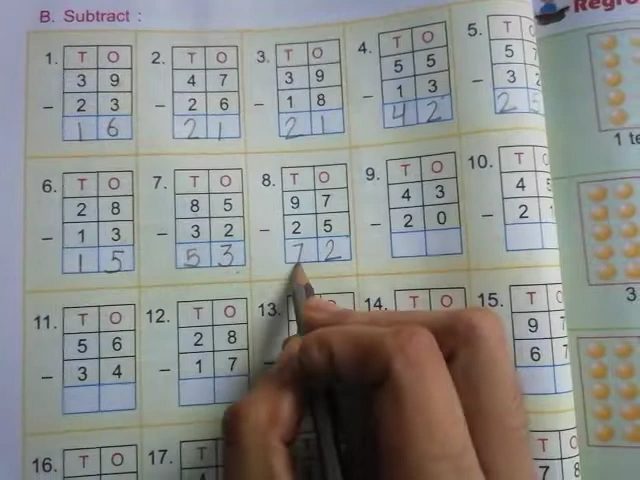 B. Subtract :
Regro
1. T O 2. T O 3. T O 4. T O 5. T
3 9 4 7 3 9 5 5 5
- 2 3 - 2 6 - 1 8 - 1 3 - 3 2
1 6 2 1 2 1 4 2 2
1 te
6. T O 7. T O 8. T O 9. T O 10. T
2 8 8 5 9 7 4 3 4
- 1 3 - 3 2 - 2 5 - 2 0 - 2
1 5 5 3 7 2
3
11. T O 12. T O 13. 14. T O 15. T
5 6 2 8 9 7
- 3 4 - 1 7 6 7
16. T O 17. T T O
7 8